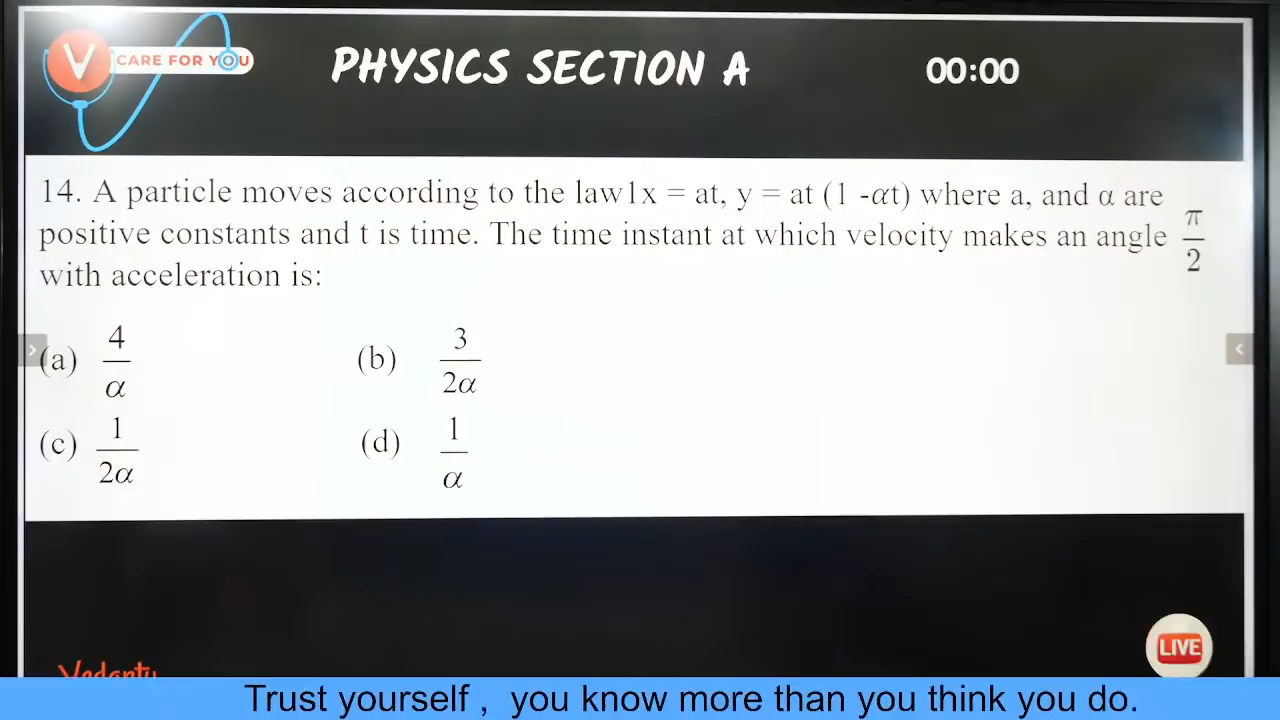 V CARE FOR YOU
PHYSICS SECTION A
00:00
14. A particle moves according to the law1x = at, y = at (1 -αt) where a, and α are
positive constants and t is time. The time instant at which velocity makes an angle π/2
with acceleration is:
(a) 4/α (b) 3/2α
(c) 1/2α (d) 1/α
LIVE
Vedantu
Trust yourself , you know more than you think you do.